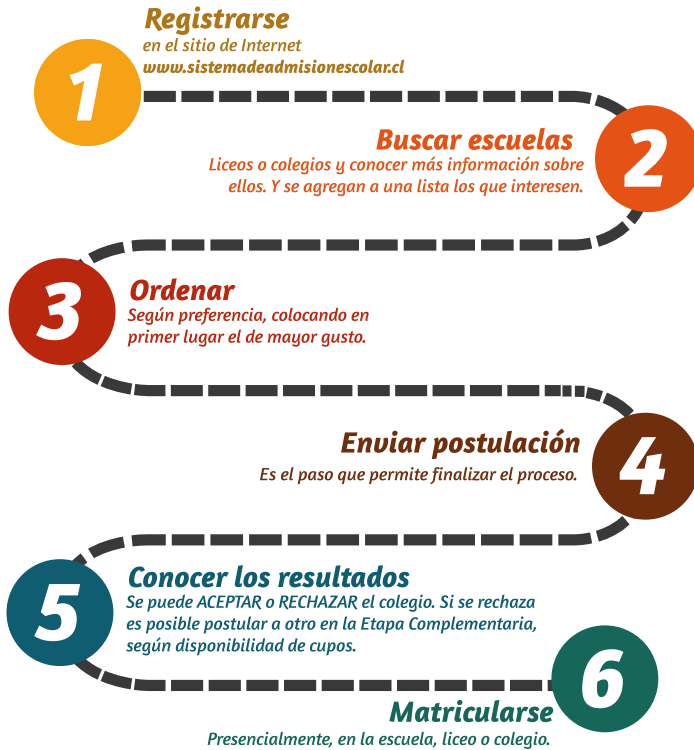 1
Registrarse
en el sitio de Internet
www.sistemadeadmisionescolar.cl
2
Buscar escuelas
Liceos o colegios y conocer más información sobre
ellos. Y se agregan a una lista los que interesen.
3
Ordenar
Según preferencia, colocando en
primer lugar el de mayor gusto.
4
Enviar postulación
Es el paso que permite finalizar el proceso.
5
Conocer los resultados
Se puede ACEPTAR o RECHAZAR el colegio. Si se rechaza
es posible postular a otro en la Etapa Complementaria,
según disponibilidad de cupos.
6
Matricularse
Presencialmente, en la escuela, liceo o colegio.